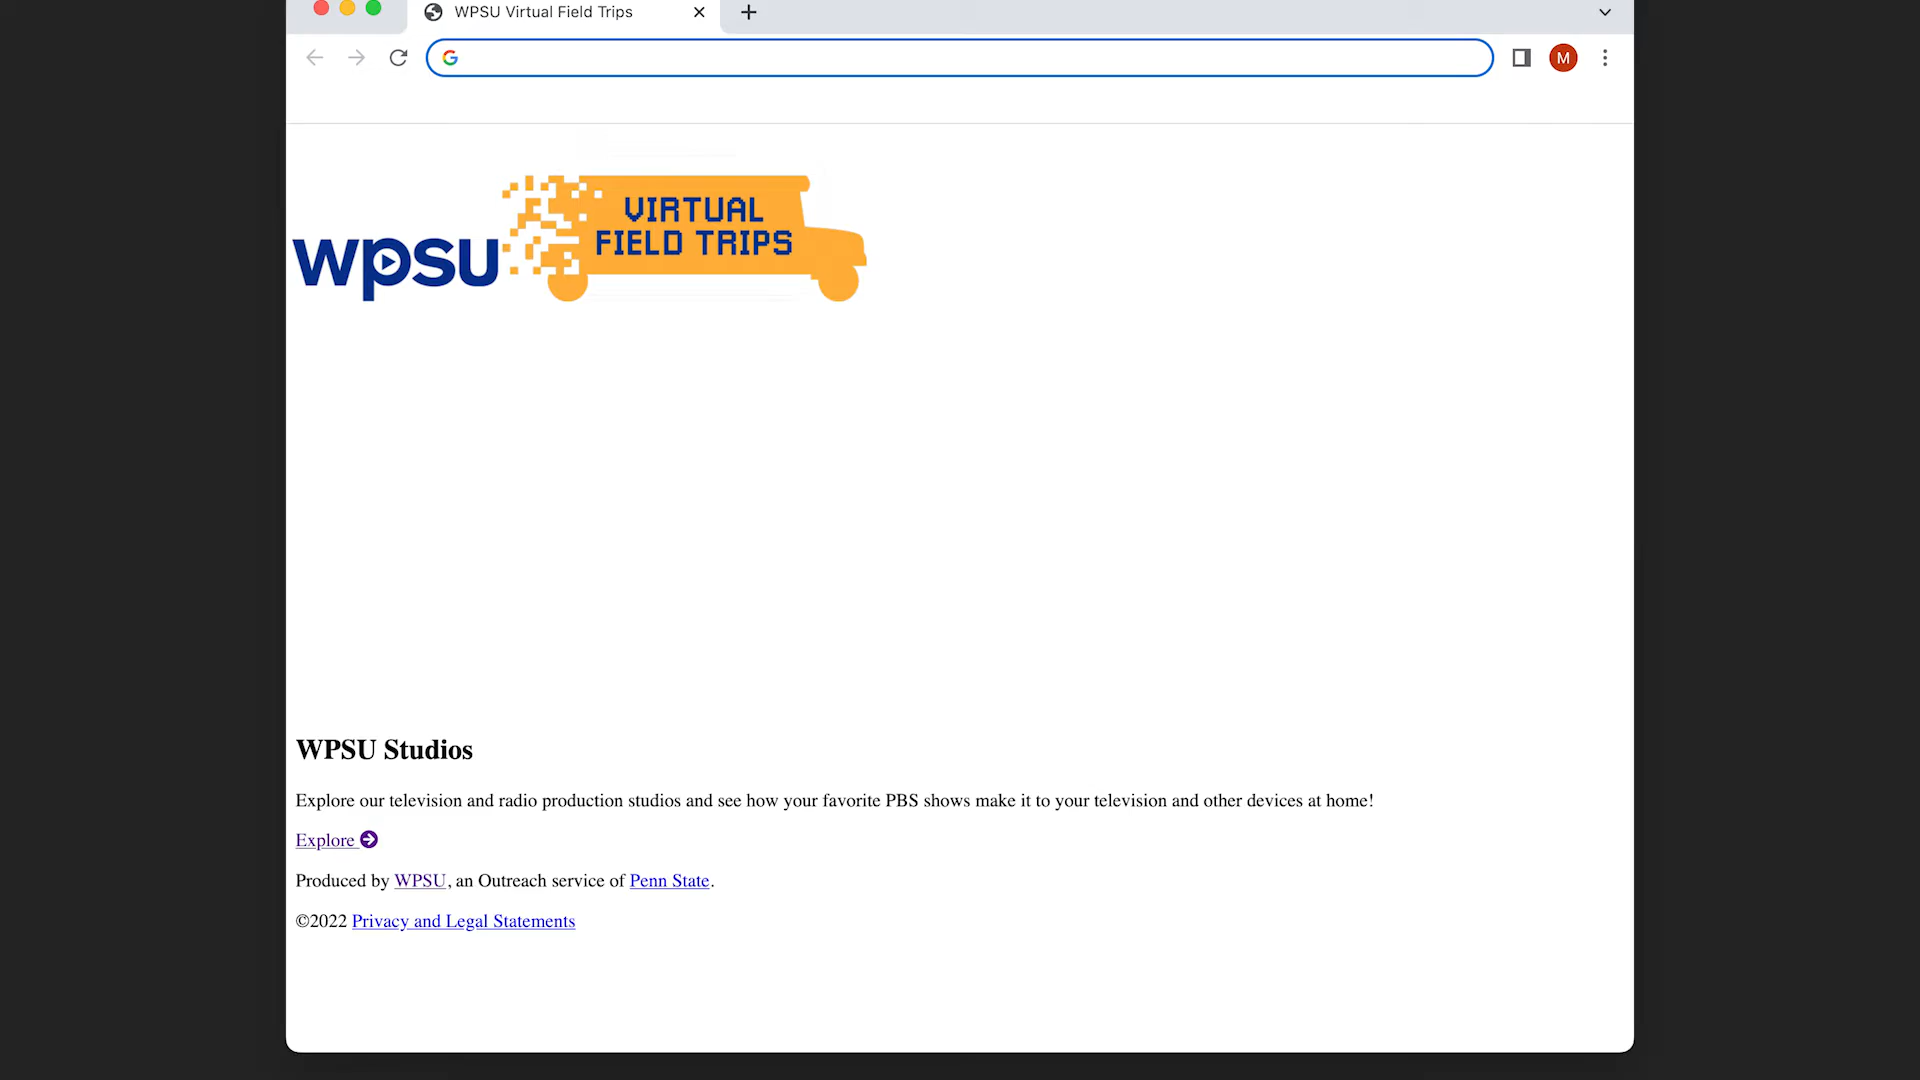 WPSU Virtual Field Trips
G
M
wpsu
VIRTUAL
FIELD TRIPS
WPSU Studios
Explore our television and radio production studios and see how your favorite PBS shows make it to your television and other devices at home!
Explore
Produced by WPSU, an Outreach service of Penn State.
©2022 Privacy and Legal Statements